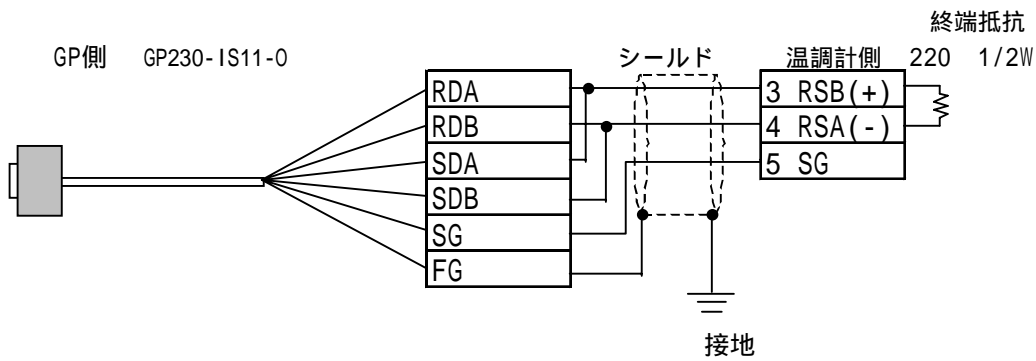 終端抵抗
GP側 GP230-IS11-O
シールド
温調計側
220 1/2W
RDA
RDB
SDA
SDB
SG
FG
3 RSB(+)
4 RSA(-)
5 SG
接地